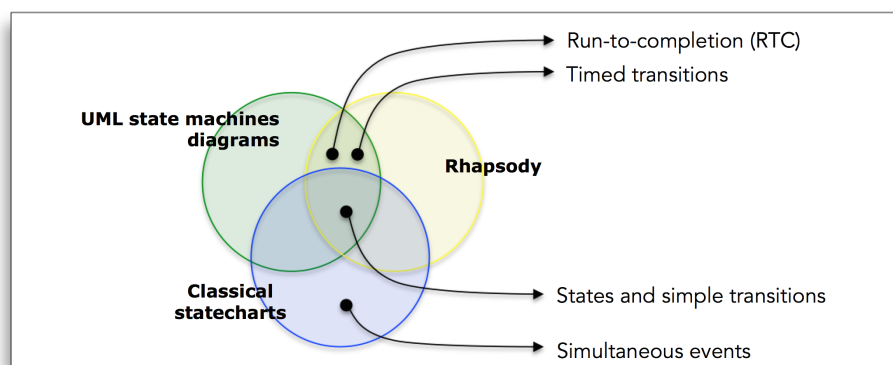 Run-to-completion (RTC)
Timed transitions
UML state machines
diagrams
Rhapsody
Classical
statecharts
States and simple transitions
Simultaneous events